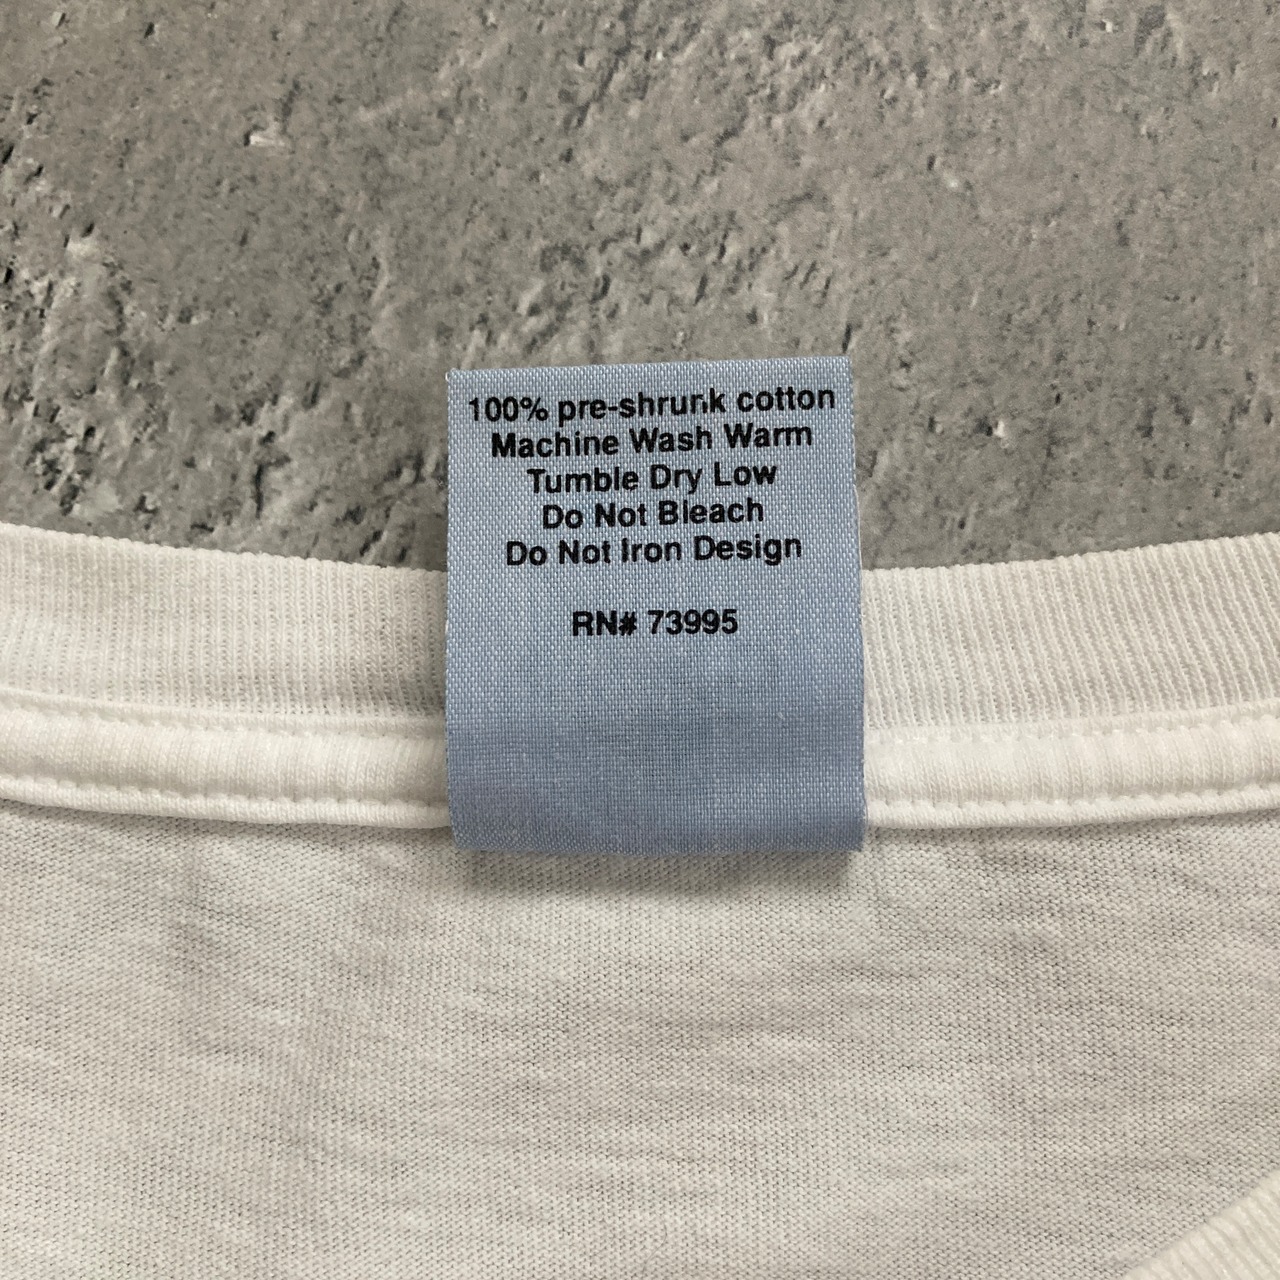 100% pre-shrunk cotton
Machine Wash Warm
Tumble Dry Low
Do Not Bleach
Do Not Iron Design
RN# 73995